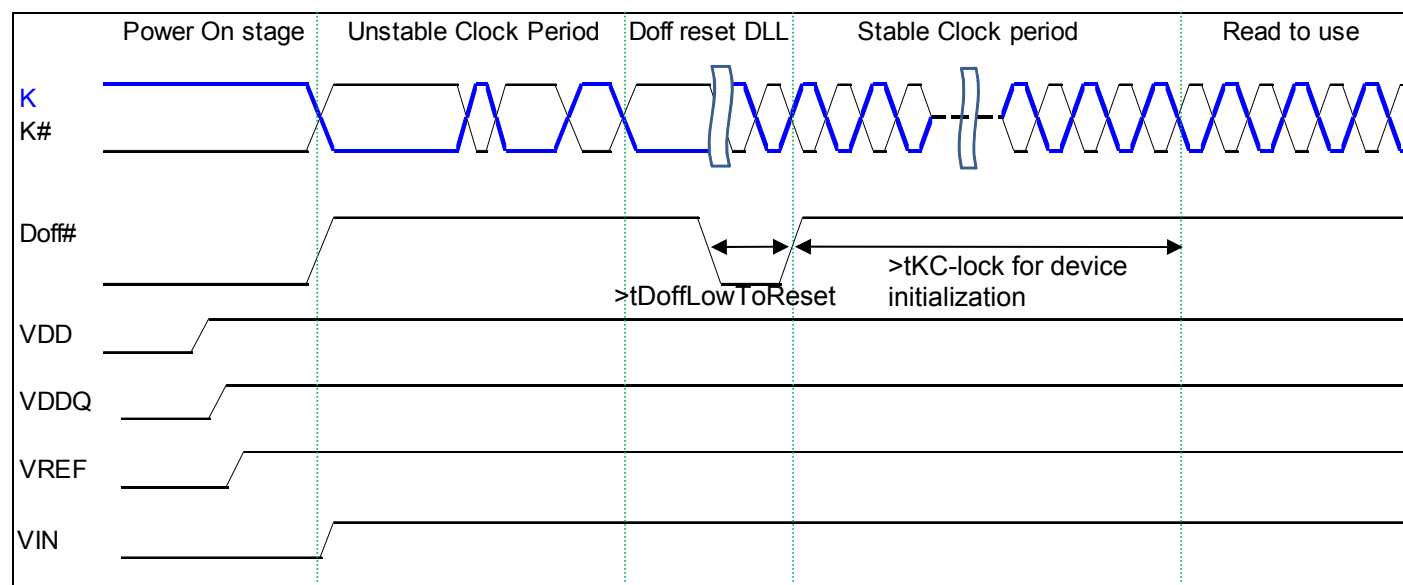 Power On stage
Unstable Clock Period
Doff reset DLL
Stable Clock period
Read to use
K
K#
Doff#
>tDoffLowToReset
>tKC-lock for device
initialization
VDD
VDDQ
VREF
VIN